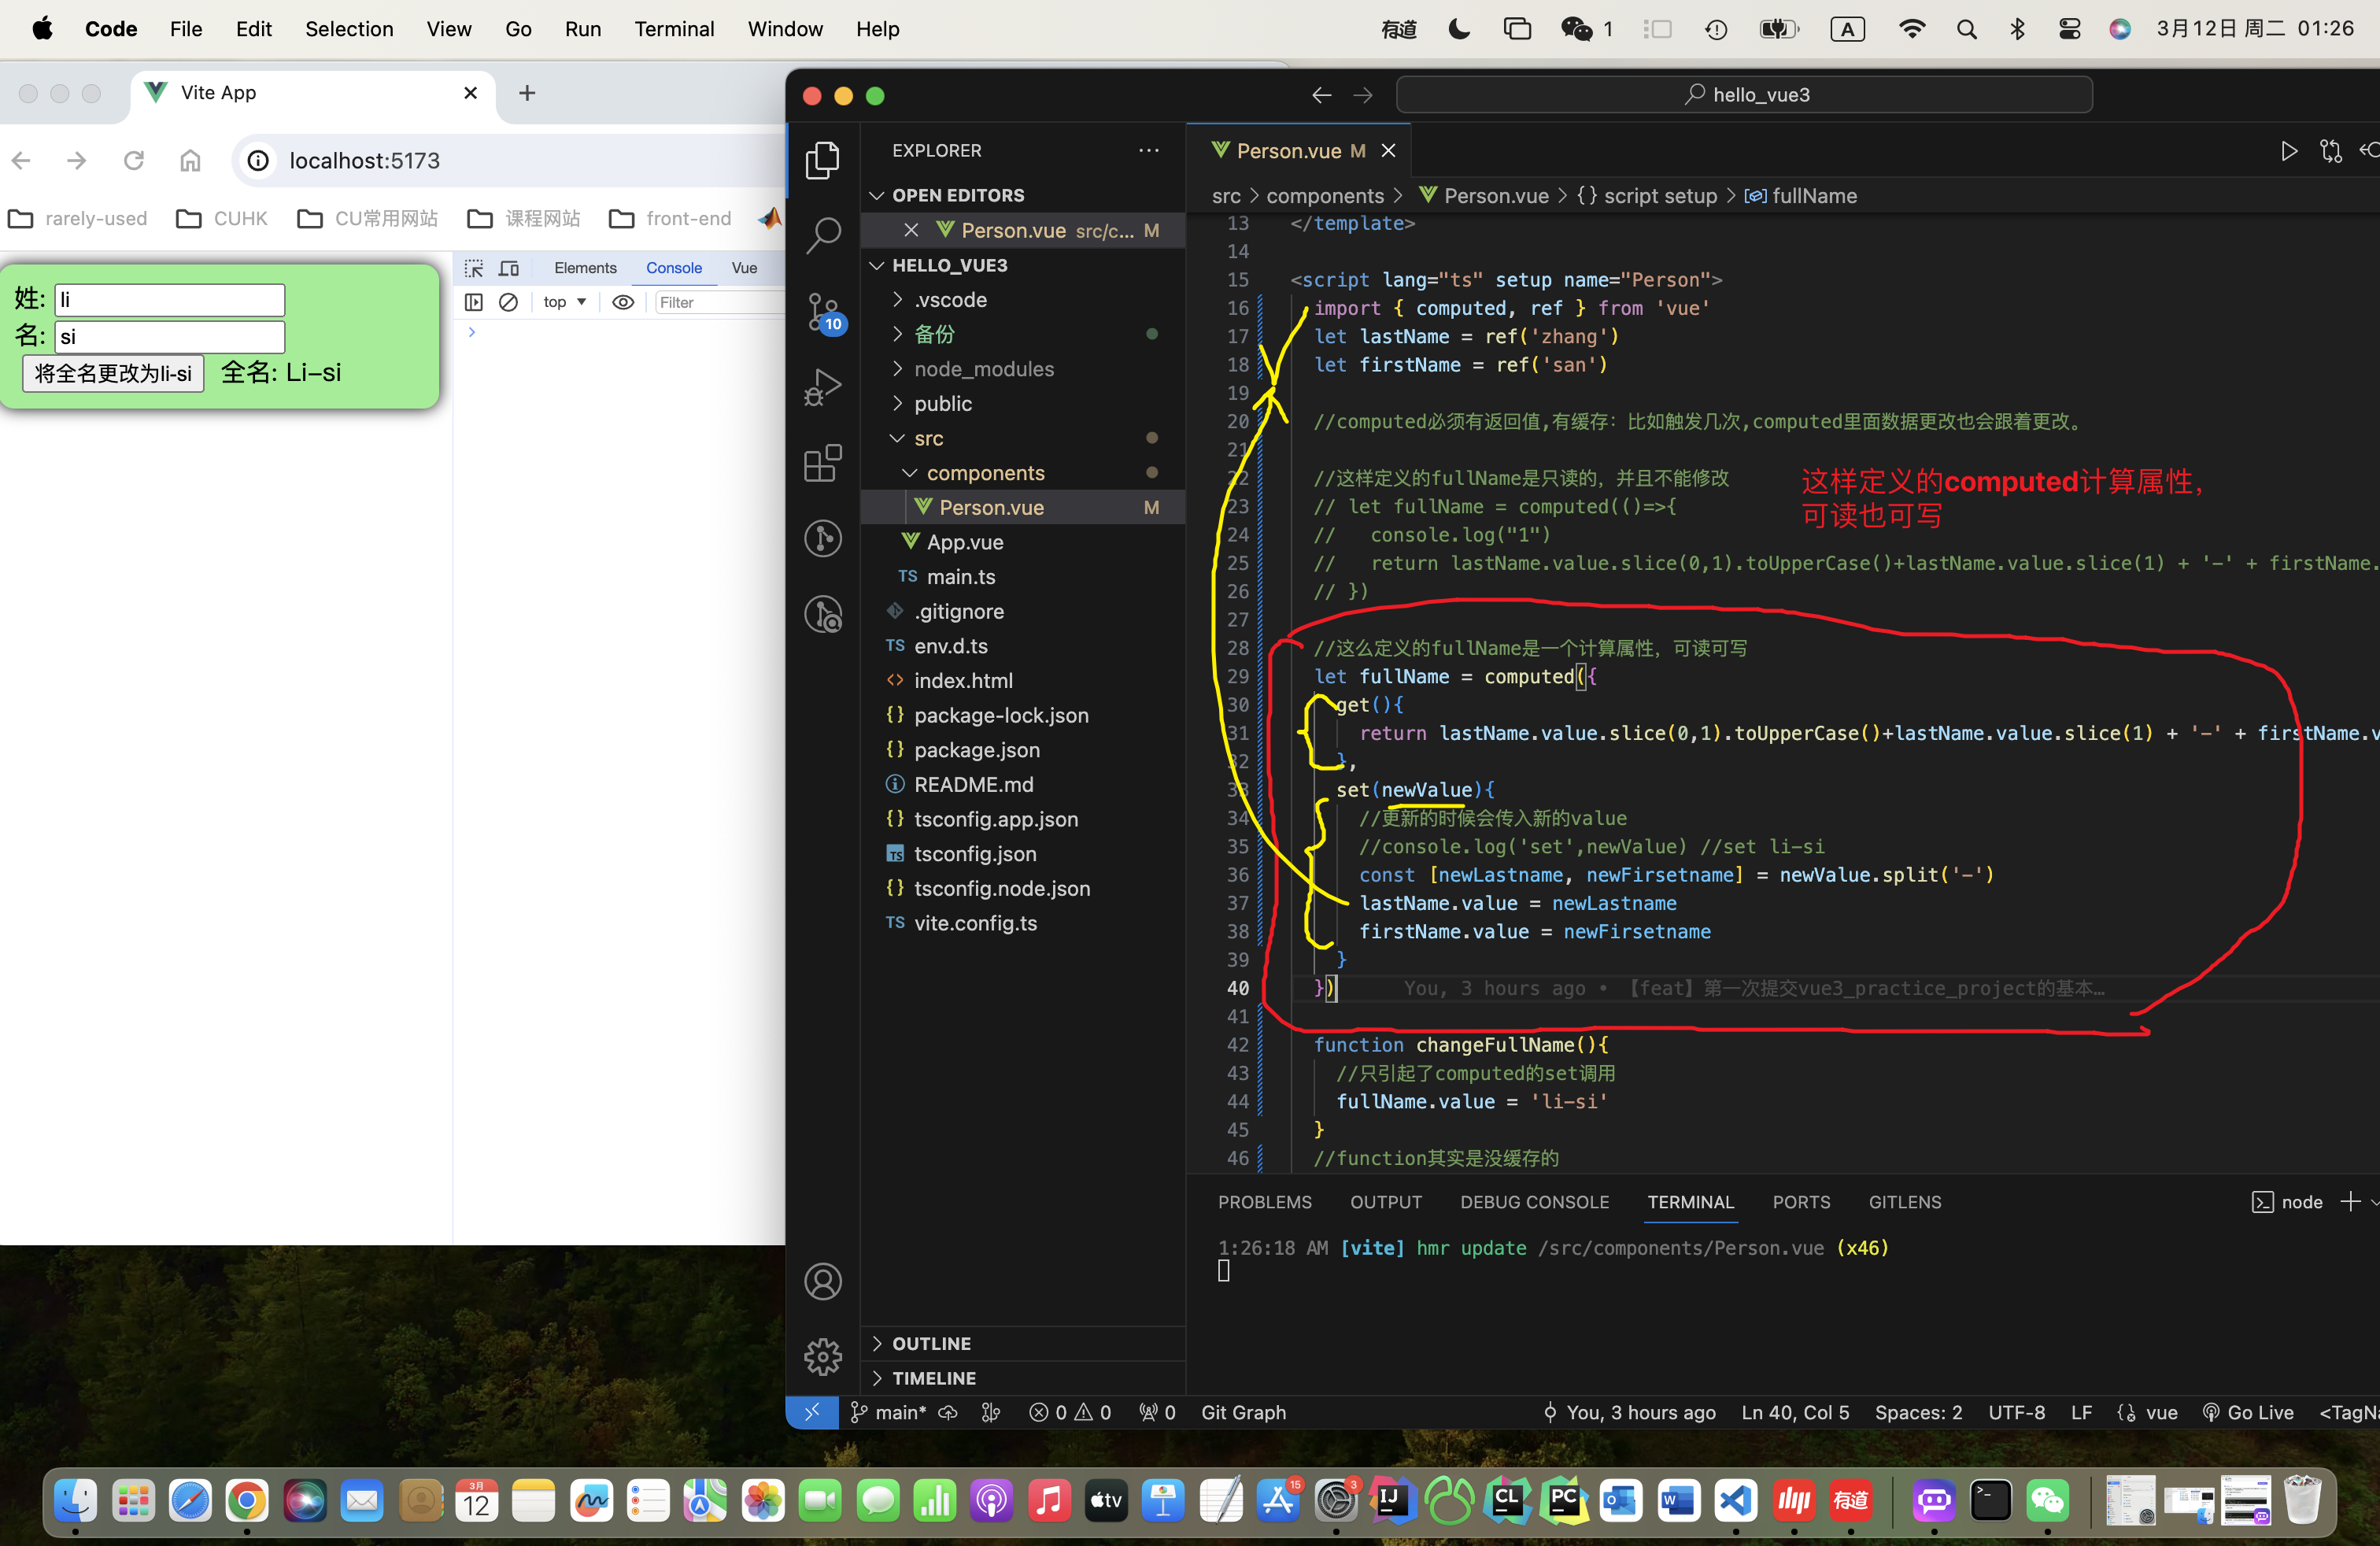 Code File Edit Selection View Go Run Terminal Window Help 有道 1 A 3月12日 周二 01:26
Vite App
localhost:5173
rarely-used CUHK CU常用网站 课程网站 front-end
姓: li
名: si
将全名更改为li-si 全名: Li-si
Elements Console Vue
top Filter
hello_vue3
EXPLORER
OPEN EDITORS
Person.vue src/c... M
HELLO_VUE3
.vscode
备份
node_modules
public
src
components
Person.vue M
App.vue
TS main.ts
.gitignore
TS env.d.ts
index.html
{} package-lock.json
{} package.json
README.md
{} tsconfig.app.json
TS tsconfig.json
{} tsconfig.node.json
TS vite.config.ts
OUTLINE
TIMELINE
10
Person.vue M
src > components > Person.vue > {} script setup > fullName
13 </template>
14
15 <script lang="ts" setup name="Person">
16 import { computed, ref } from 'vue'
17 let lastName = ref('zhang')
18 let firstName = ref('san')
19
20 //computed必须有返回值,有缓存：比如触发几次,computed里面数据更改也会跟着更改。
21
22 //这样定义的fullName是只读的，并且不能修改
23 // let fullName = computed(()=>{
24 // console.log("1")
25 // return lastName.value.slice(0,1).toUpperCase()+lastName.value.slice(1) + '-' + firstName.
26 // })
27
28 //这么定义的fullName是一个计算属性，可读可写
29 let fullName = computed({
30 get(){
31 return lastName.value.slice(0,1).toUpperCase()+lastName.value.slice(1) + '-' + firstName.v
32 },
33 set(newValue){
34 //更新的时候会传入新的value
35 //console.log('set',newValue) //set li-si
36 const [newLastname, newFirsetname] = newValue.split('-')
37 lastName.value = newLastname
38 firstName.value = newFirsetname
39 }
40 }) You, 3 hours ago • 【feat】第一次提交vue3_practice_project的基本…
41
42 function changeFullName(){
43 //只引起了computed的set调用
44 fullName.value = 'li-si'
45 }
46 //function其实是没缓存的
这样定义的computed计算属性，
可读也可写
PROBLEMS OUTPUT DEBUG CONSOLE TERMINAL PORTS GITLENS node
1:26:18 AM [vite] hmr update /src/components/Person.vue (x46)
main* 0 0 0 Git Graph You, 3 hours ago Ln 40, Col 5 Spaces: 2 UTF-8 LF vue Go Live <TagNa
3月 12 tv 15 3 IJ CL PC 有道